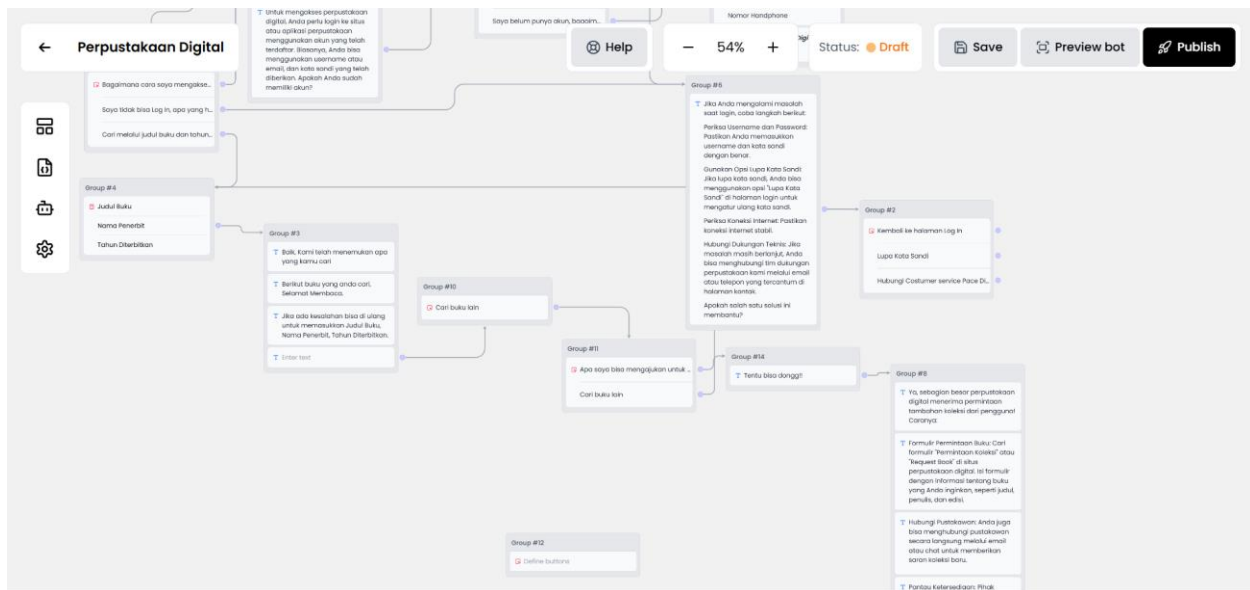 Untuk mengakses perpustakaan
digital, Anda perlu login ke situs
atau aplikasi perpustakaan
menggunakan akun yang telah
terdaftar. Biasanya, Anda bisa
menggunakan username atau
email, dan kata sandi yang telah
diberikan. Apakah Anda sudah
memiliki akun?
Saya belum punya akun, bagaim...
Nomor Handphone
Perpustakaan Digital
Help
54%
Status: Draft
Save
Preview bot
Publish
Bagaimana cara saya mengakse...
Saya tidak bisa Log In, apa yang h...
Cari melalui judul buku dan tahun...
Group #6
Jika Anda mengalami masalah
saat login, coba langkah berikut:
Periksa Username dan Password:
Pastikan Anda memasukkan
username dan kata sandi
dengan benar.
Gunakan Opsi Lupa Kata Sandi:
Jika lupa kata sandi, Anda bisa
menggunakan opsi "Lupa Kata
Sandi" di halaman login untuk
mengatur ulang kata sandi.
Periksa Koneksi Internet: Pastikan
koneksi internet stabil.
Hubungi Dukungan Teknis: Jika
masalah masih berlanjut, Anda
bisa menghubungi tim dukungan
perpustakaan kami melalui email
atau telepon yang tercantum di
halaman kontak.
Apakah salah satu solusi ini
membantu?
Group #4
Judul Buku
Nama Penerbit
Tahun Diterbitkan
Group #3
Baik, Kami telah menemukan apa
yang kamu cari
Berikut buku yang anda cari,
Selamat Membaca.
Jika ada kesalahan bisa di ulang
untuk memasukkan Judul Buku,
Nama Penerbit, Tahun Diterbitkan.
Enter text
Group #2
Kembali ke halaman Log In
Lupa Kata Sandi
Hubungi Costumer service Pace Di...
Group #10
Cari buku lain
Group #11
Apa saya bisa mengajukan untuk ...
Cari buku lain
Group #14
Tentu bisa dongg!!
Group #8
Ya, sebagian besar perpustakaan
digital menerima permintaan
tambahan koleksi dari pengguna!
Caranya:
Formulir Permintaan Buku: Cari
formulir "Permintaan Koleksi" atau
"Request Book" di situs
perpustakaan digital. Isi formulir
dengan informasi tentang buku
yang Anda inginkan, seperti judul,
penulis, dan edisi.
Hubungi Pustakawan: Anda juga
bisa menghubungi pustakawan
secara langsung melalui email
atau chat untuk memberikan
saran koleksi baru.
Pantau Ketersediaan: Pihak
Group #12
Define buttons